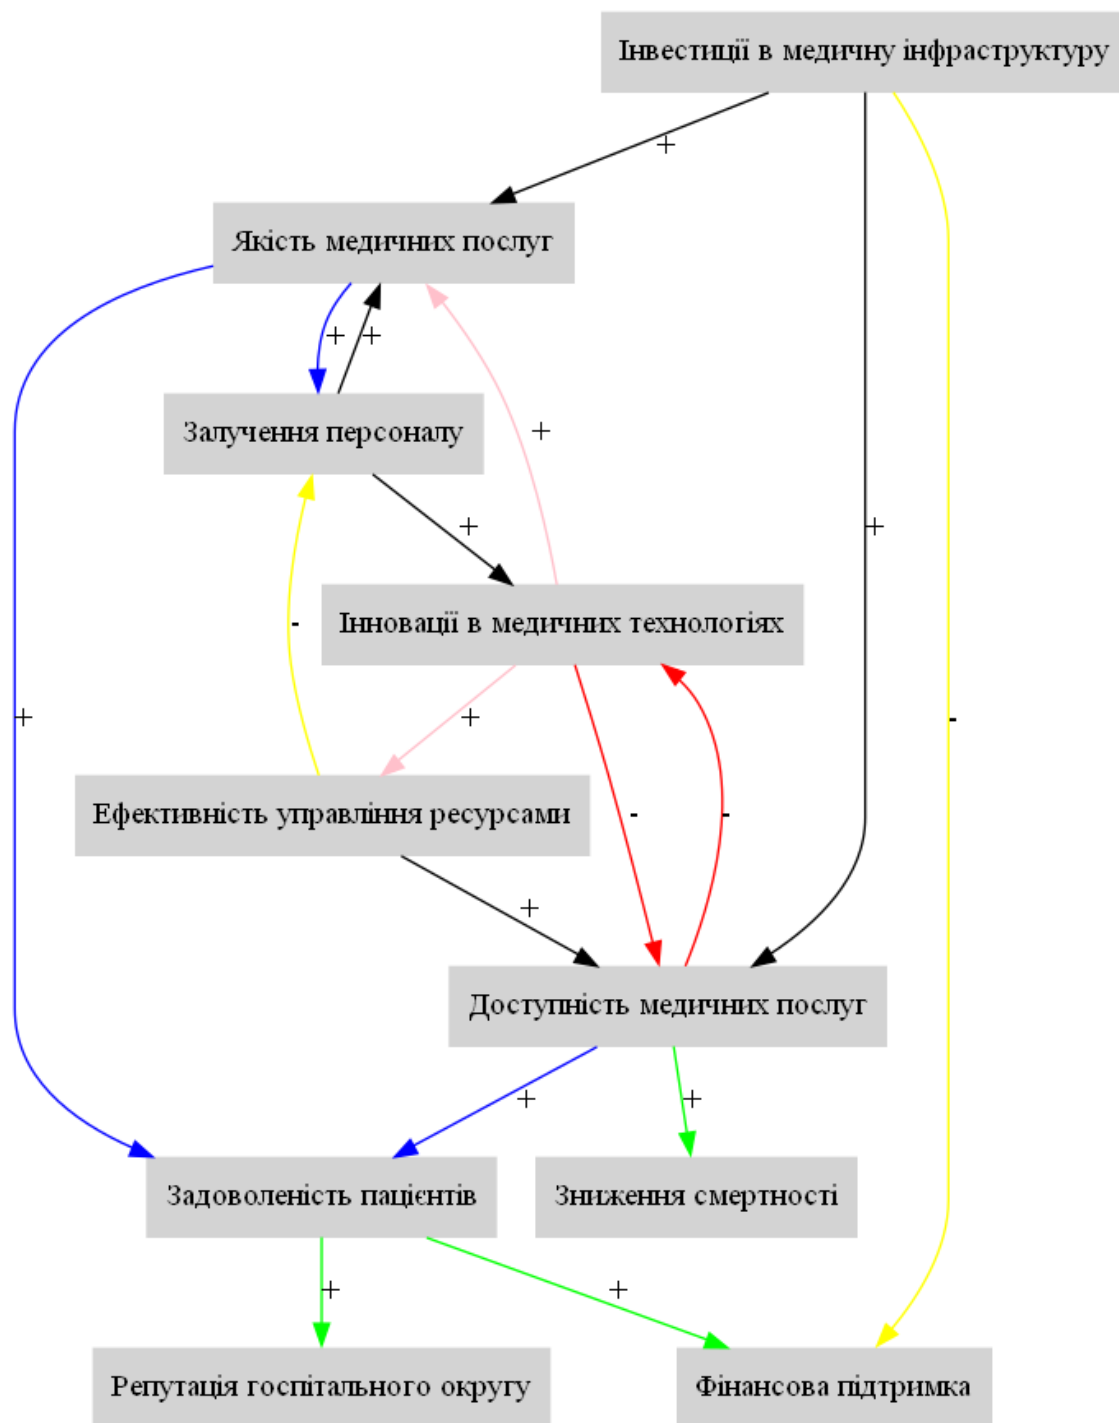 Інвестиції в медичну інфраструктуру
+
Якість медичних послуг
+ +
Залучення персоналу
+
+
+
Інновації в медичних технологіях
-
+
+
-
Ефективність управління ресурсами
-
-
+
Доступність медичних послуг
+
+
Задоволеність пацієнтів
Зниження смертності
+
+
Репутація госпітального округу
Фінансова підтримка